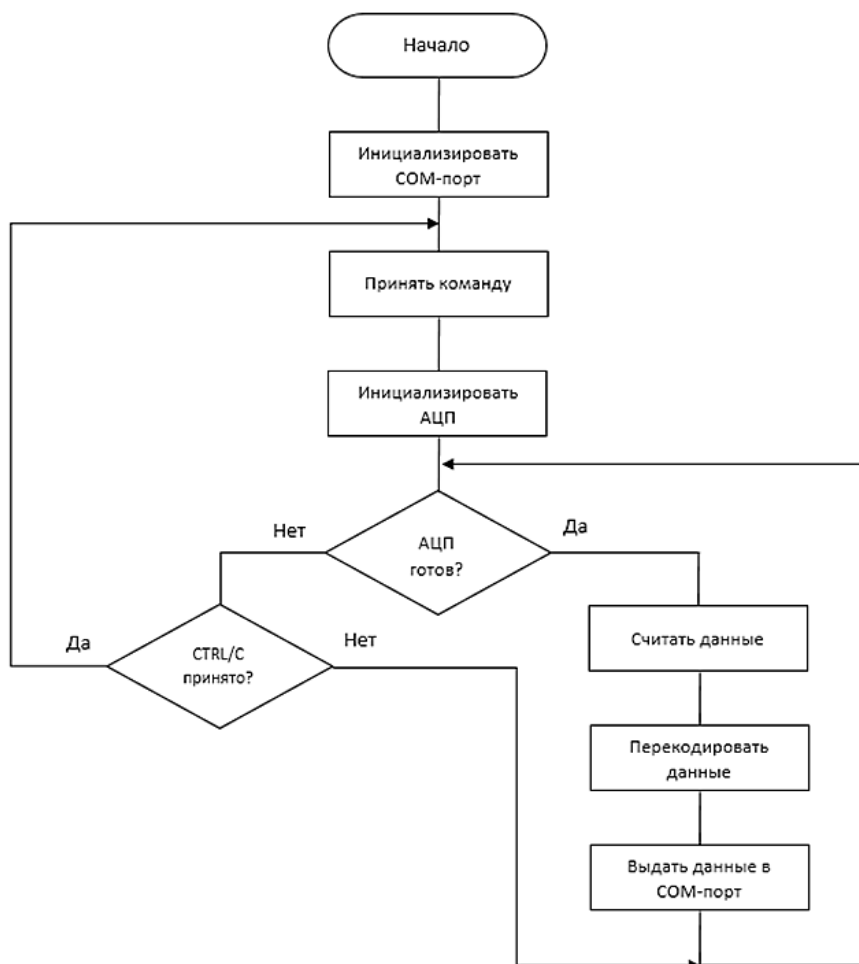 Начало
Инициализировать
COM-порт
Принять команду
Инициализировать
АЦП
Нет
Да
АЦП
готов?
Да
CTRL/C
принято?
Нет
Считать данные
Перекодировать
данные
Выдать данные в
COM-порт